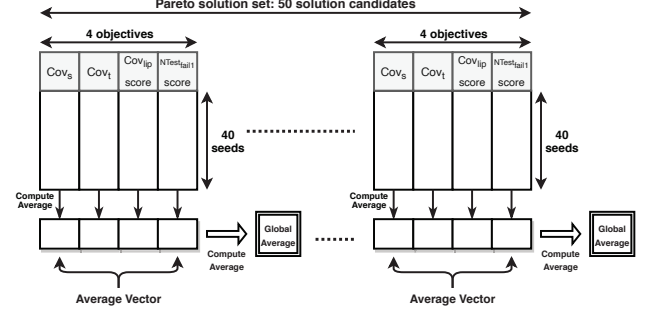 Pareto solution set: 50 solution candidates
4 objectives
4 objectives
Covs
Covt
Covlip score
NTestfail1 score
40 seeds
Covs
Covt
Covlip score
NTestfail1 score
40 seeds
Compute Average
Compute Average
Global Average
Compute Average
Compute Average
Global Average
Average Vector
Average Vector